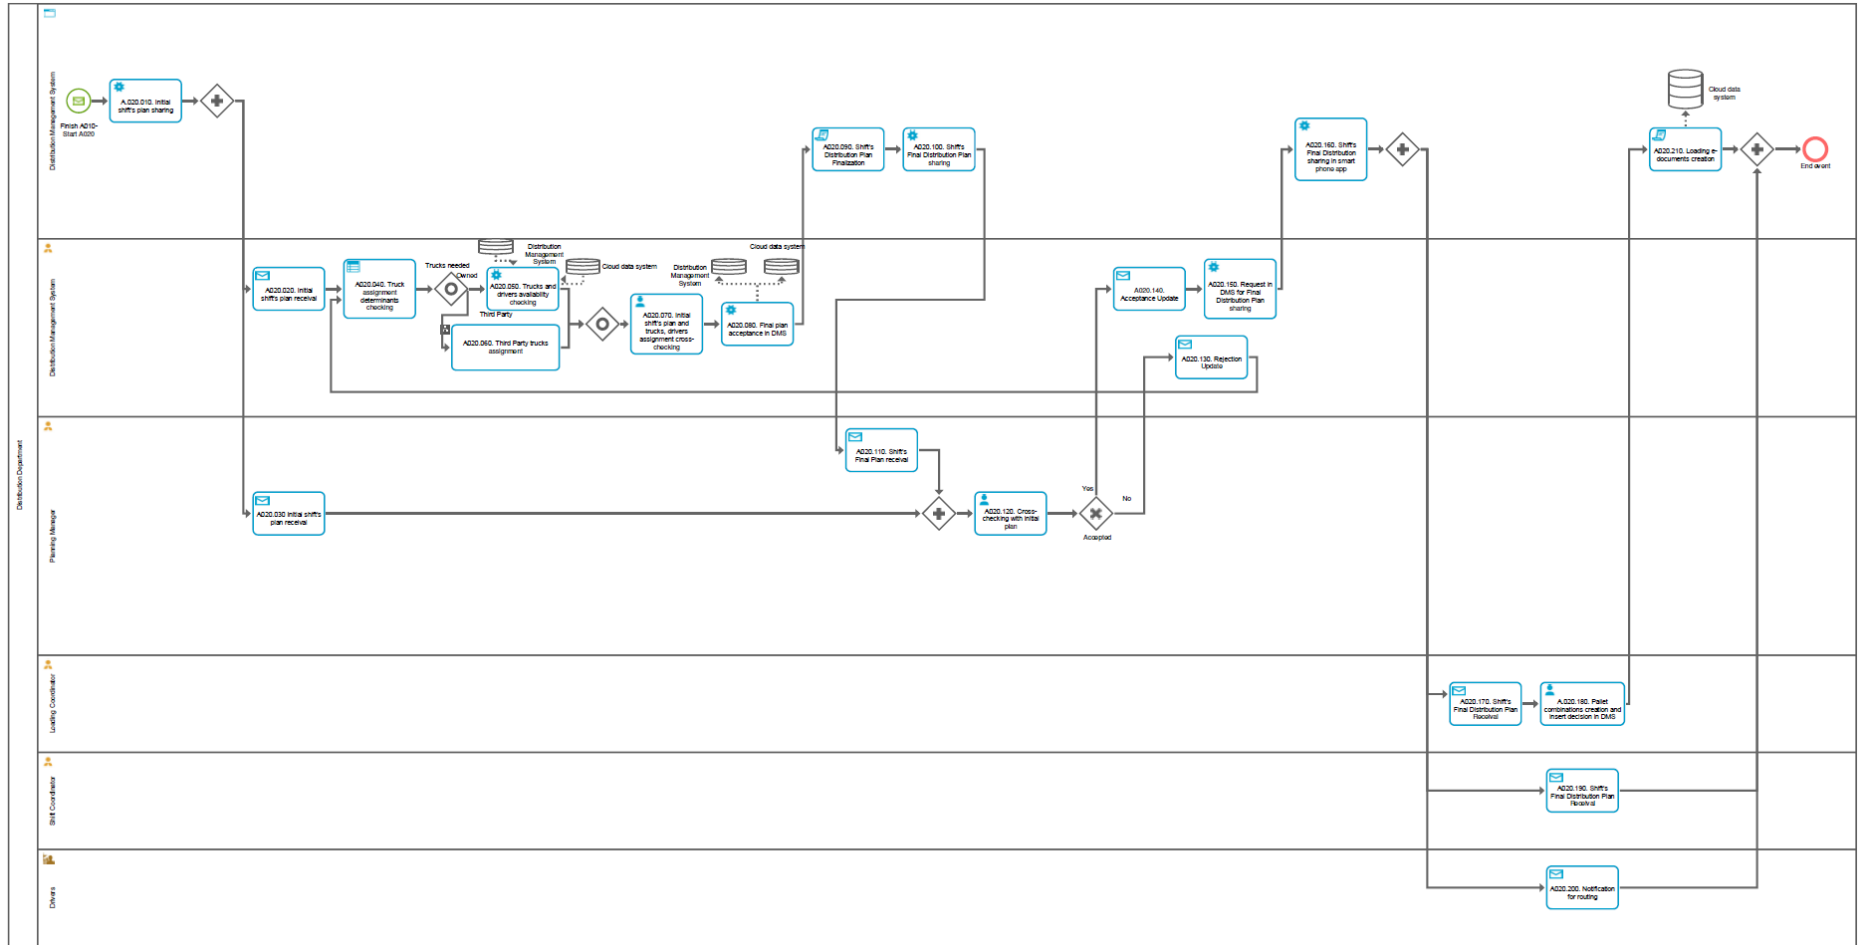 Distribution Department
Distribution Management System
Finish A010-
Start A020
A.020.010. Initial
shift's plan sharing
A020.090. Shift's
Distribution Plan
Finalization
A020.100. Shift's
Final Distribution Plan
sharing
A020.160. Shift's
Final Distribution
sharing in smart
phone app
Cloud data
system
A020.210. Loading e-
documents creation
End event
Distribution Management System
A020.020. Initial
shift's plan receival
A020.040. Truck
assignment
determinants
checking
Trucks needed
Owned
Third Party
Distribution
Management
System
Cloud data system
A020.050. Trucks and
drivers availability
checking
A020.060. Third Party trucks
assignment
A020.070. Initial
shift's plan and
trucks, drivers
assignment cross-
checking
Distribution
Management
System
Cloud data system
A020.080. Final plan
acceptance in DMS
A020.140.
Acceptance Update
A020.150. Request in
DMS for Final
Distribution Plan
sharing
A020.130. Rejection
Update
Planning Manager
A020.030 Initial shift's
plan receival
A020.110. Shift's
Final Plan receival
A020.120. Cross-
checking with initial
plan
Yes
No
Accepted
Loading Coordinator
A020.170. Shift's
Final Distribution Plan
Receival
A.020.180. Pallet
combinations creation and
insert decision in DMS
Shift Coordinator
A020.190. Shift's
Final Distribution Plan
Receival
Drivers
A020.200. Notification
for routing